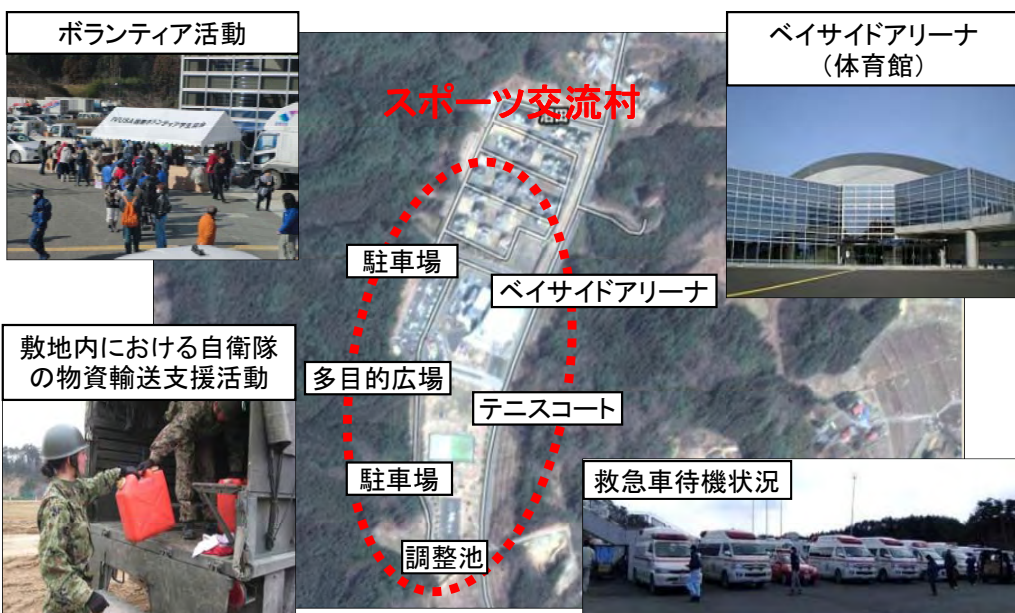 ボランティア活動
ベイサイドアリーナ
(体育館)
スポーツ交流村
駐車場
ベイサイドアリーナ
敷地内における自衛隊
の物資輸送支援活動
多目的広場
テニスコート
駐車場
救急車待機状況
調整池